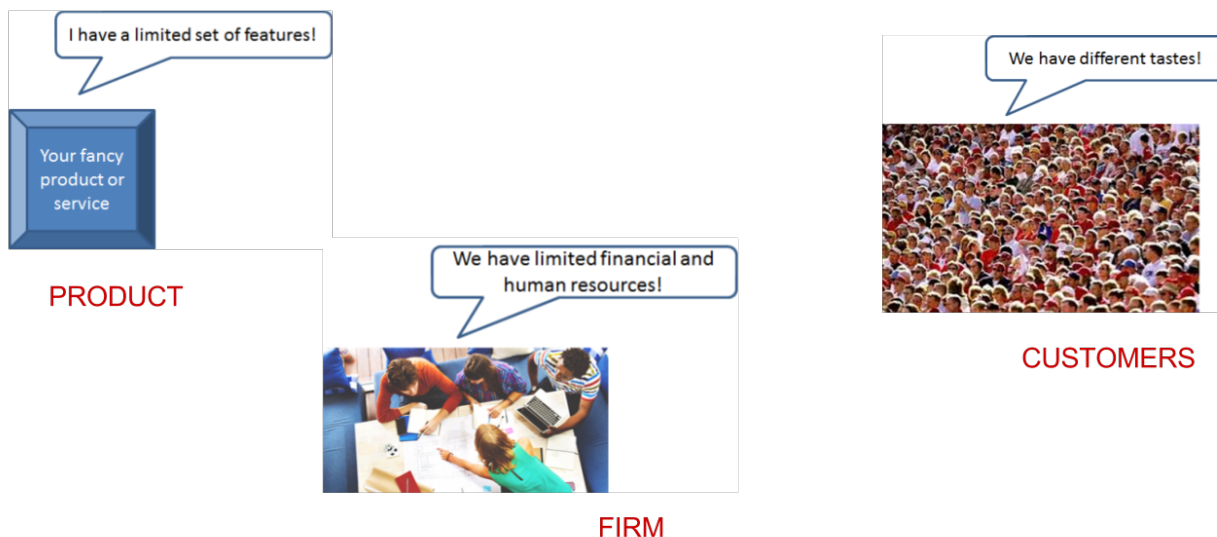 I have a limited set of features!
We have different tastes!
Your fancy
product or
service
We have limited financial and
human resources!
PRODUCT
CUSTOMERS
FIRM